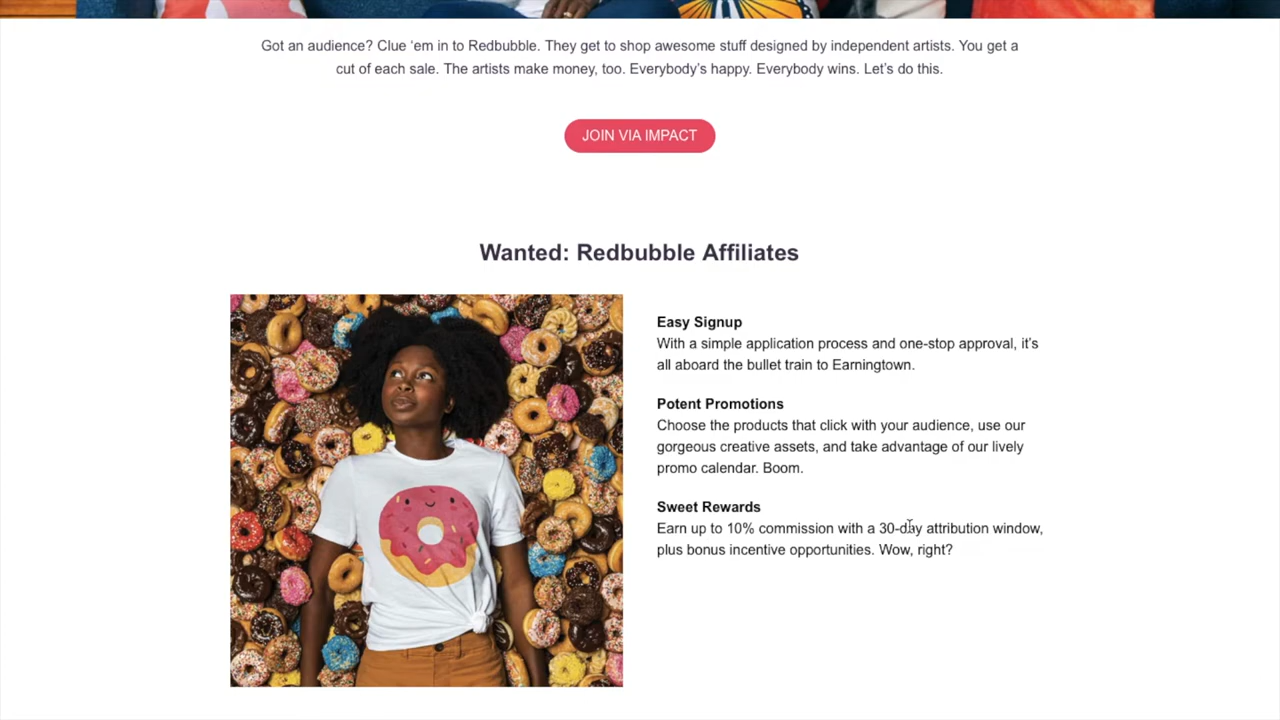 Got an audience? Clue ‘em in to Redbubble. They get to shop awesome stuff designed by independent artists. You get a
cut of each sale. The artists make money, too. Everybody’s happy. Everybody wins. Let’s do this.
JOIN VIA IMPACT
Wanted: Redbubble Affiliates
Easy Signup
With a simple application process and one-stop approval, it’s
all aboard the bullet train to Earningtown.
Potent Promotions
Choose the products that click with your audience, use our
gorgeous creative assets, and take advantage of our lively
promo calendar. Boom.
Sweet Rewards
Earn up to 10% commission with a 30-day attribution window,
plus bonus incentive opportunities. Wow, right?